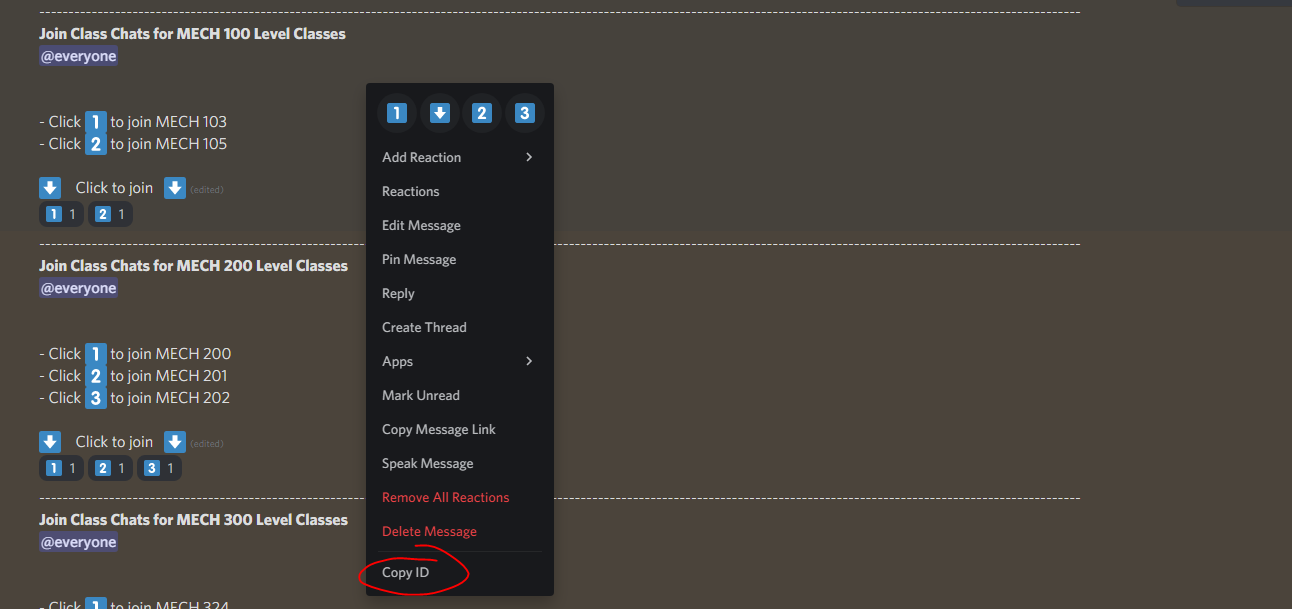 --------------------------------------------------------------------------------
Join Class Chats for MECH 100 Level Classes
@everyone
- Click 1 to join MECH 103
- Click 2 to join MECH 105
Click to join (edited)
1 1 2 1
--------------------------------------------------------------------------------
Join Class Chats for MECH 200 Level Classes
@everyone
- Click 1 to join MECH 200
- Click 2 to join MECH 201
- Click 3 to join MECH 202
Click to join (edited)
1 1 2 1 3 1
--------------------------------------------------------------------------------
Join Class Chats for MECH 300 Level Classes
@everyone
- Click 1 to join MECH 324
1 2 3
Add Reaction
Reactions
Edit Message
Pin Message
Reply
Create Thread
Apps
Mark Unread
Copy Message Link
Speak Message
Remove All Reactions
Delete Message
Copy ID